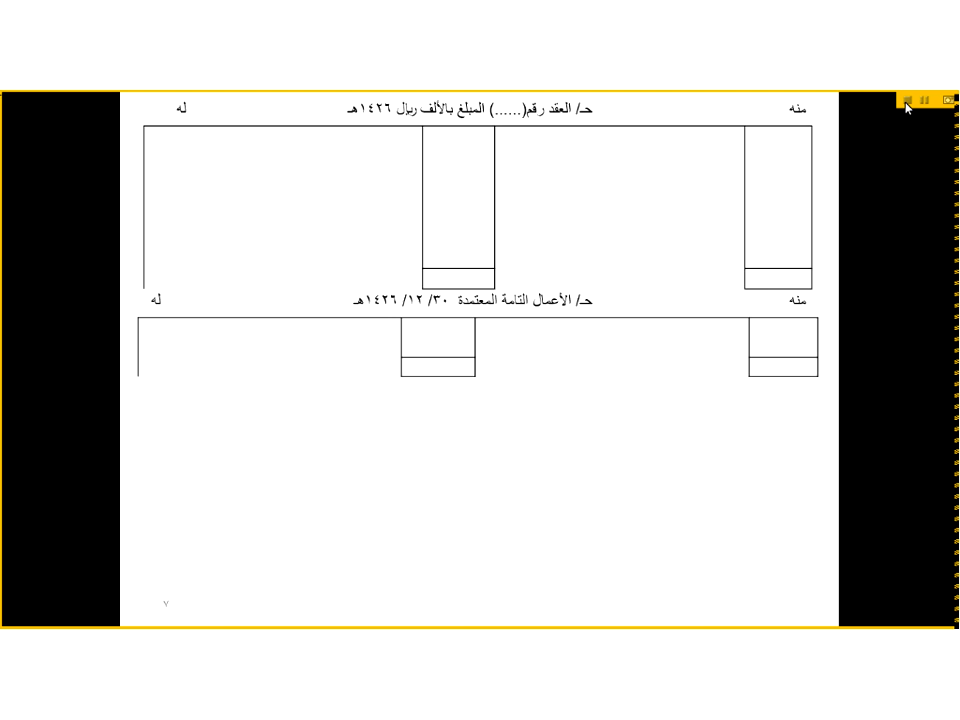 منه حـ/ العقد رقم(......) المبلغ بالألف ريال ١٤٢٦هـ له
منه حـ/ الأعمال التامة المعتمدة ٣٠/ ١٢/ ١٤٢٦هـ له
٧